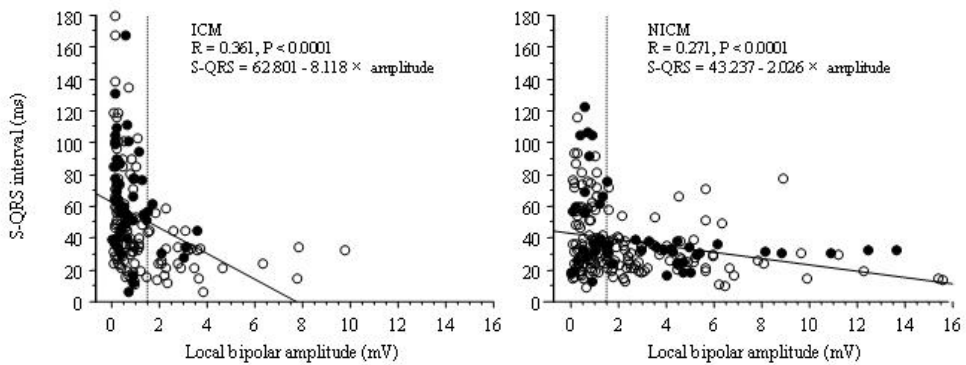 ICM
R = 0.361, P < 0.0001
S-QRS = 62.801 - 8.118 × amplitude
S-QRS interval (ms)
180
160
140
120
100
80
60
40
20
0
0 2 4 6 8 10 12 14 16
Local bipolar amplitude (mV)
NICM
R = 0.271, P < 0.0001
S-QRS = 43.237 - 2.026 × amplitude
180
160
140
120
100
80
60
40
20
0
0 2 4 6 8 10 12 14 16
Local bipolar amplitude (mV)